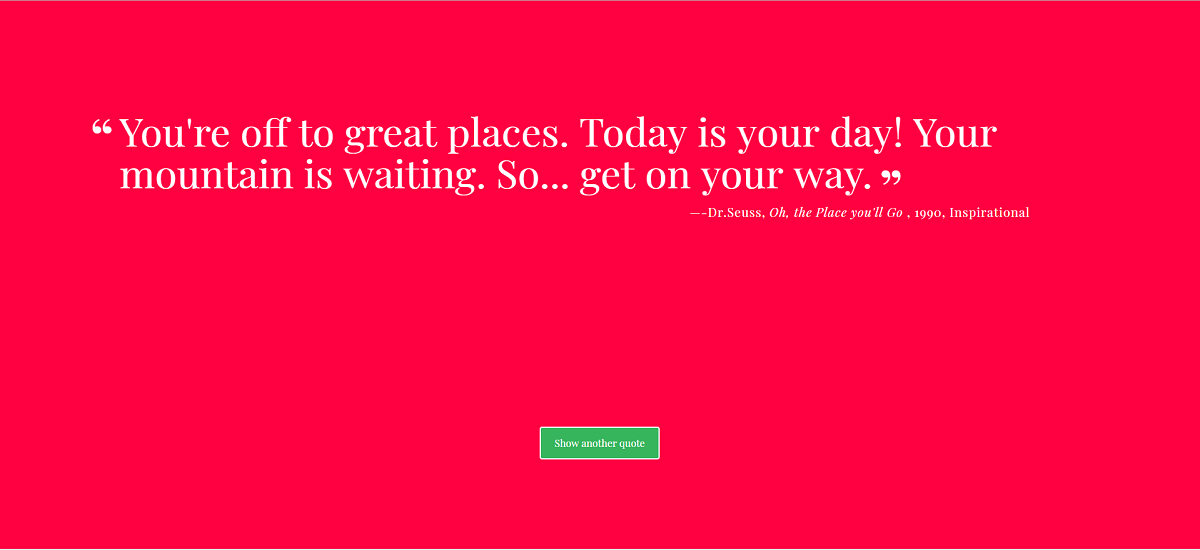 “ You're off to great places. Today is your day! Your
mountain is waiting. So... get on your way. ”
—-Dr.Seuss, Oh, the Place you'll Go , 1990, Inspirational
Show another quote